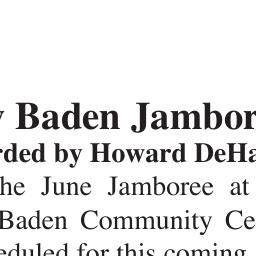 Baden Jambor
rded by Howard DeHa
he June Jamboree at
Baden Community Ce
eduled for this coming